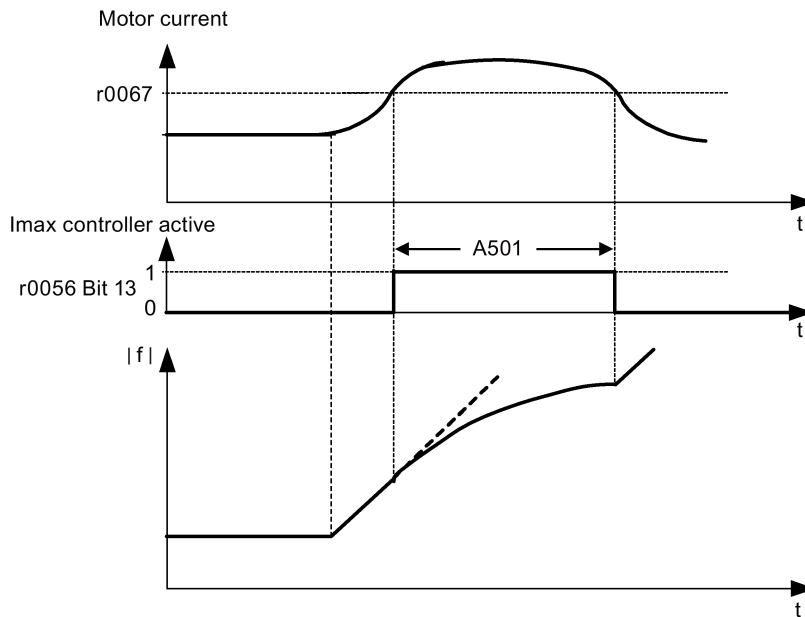 Motor current
r0067
t
Imax controller active
A501
1
r0056 Bit 13
0
t
| f |
t